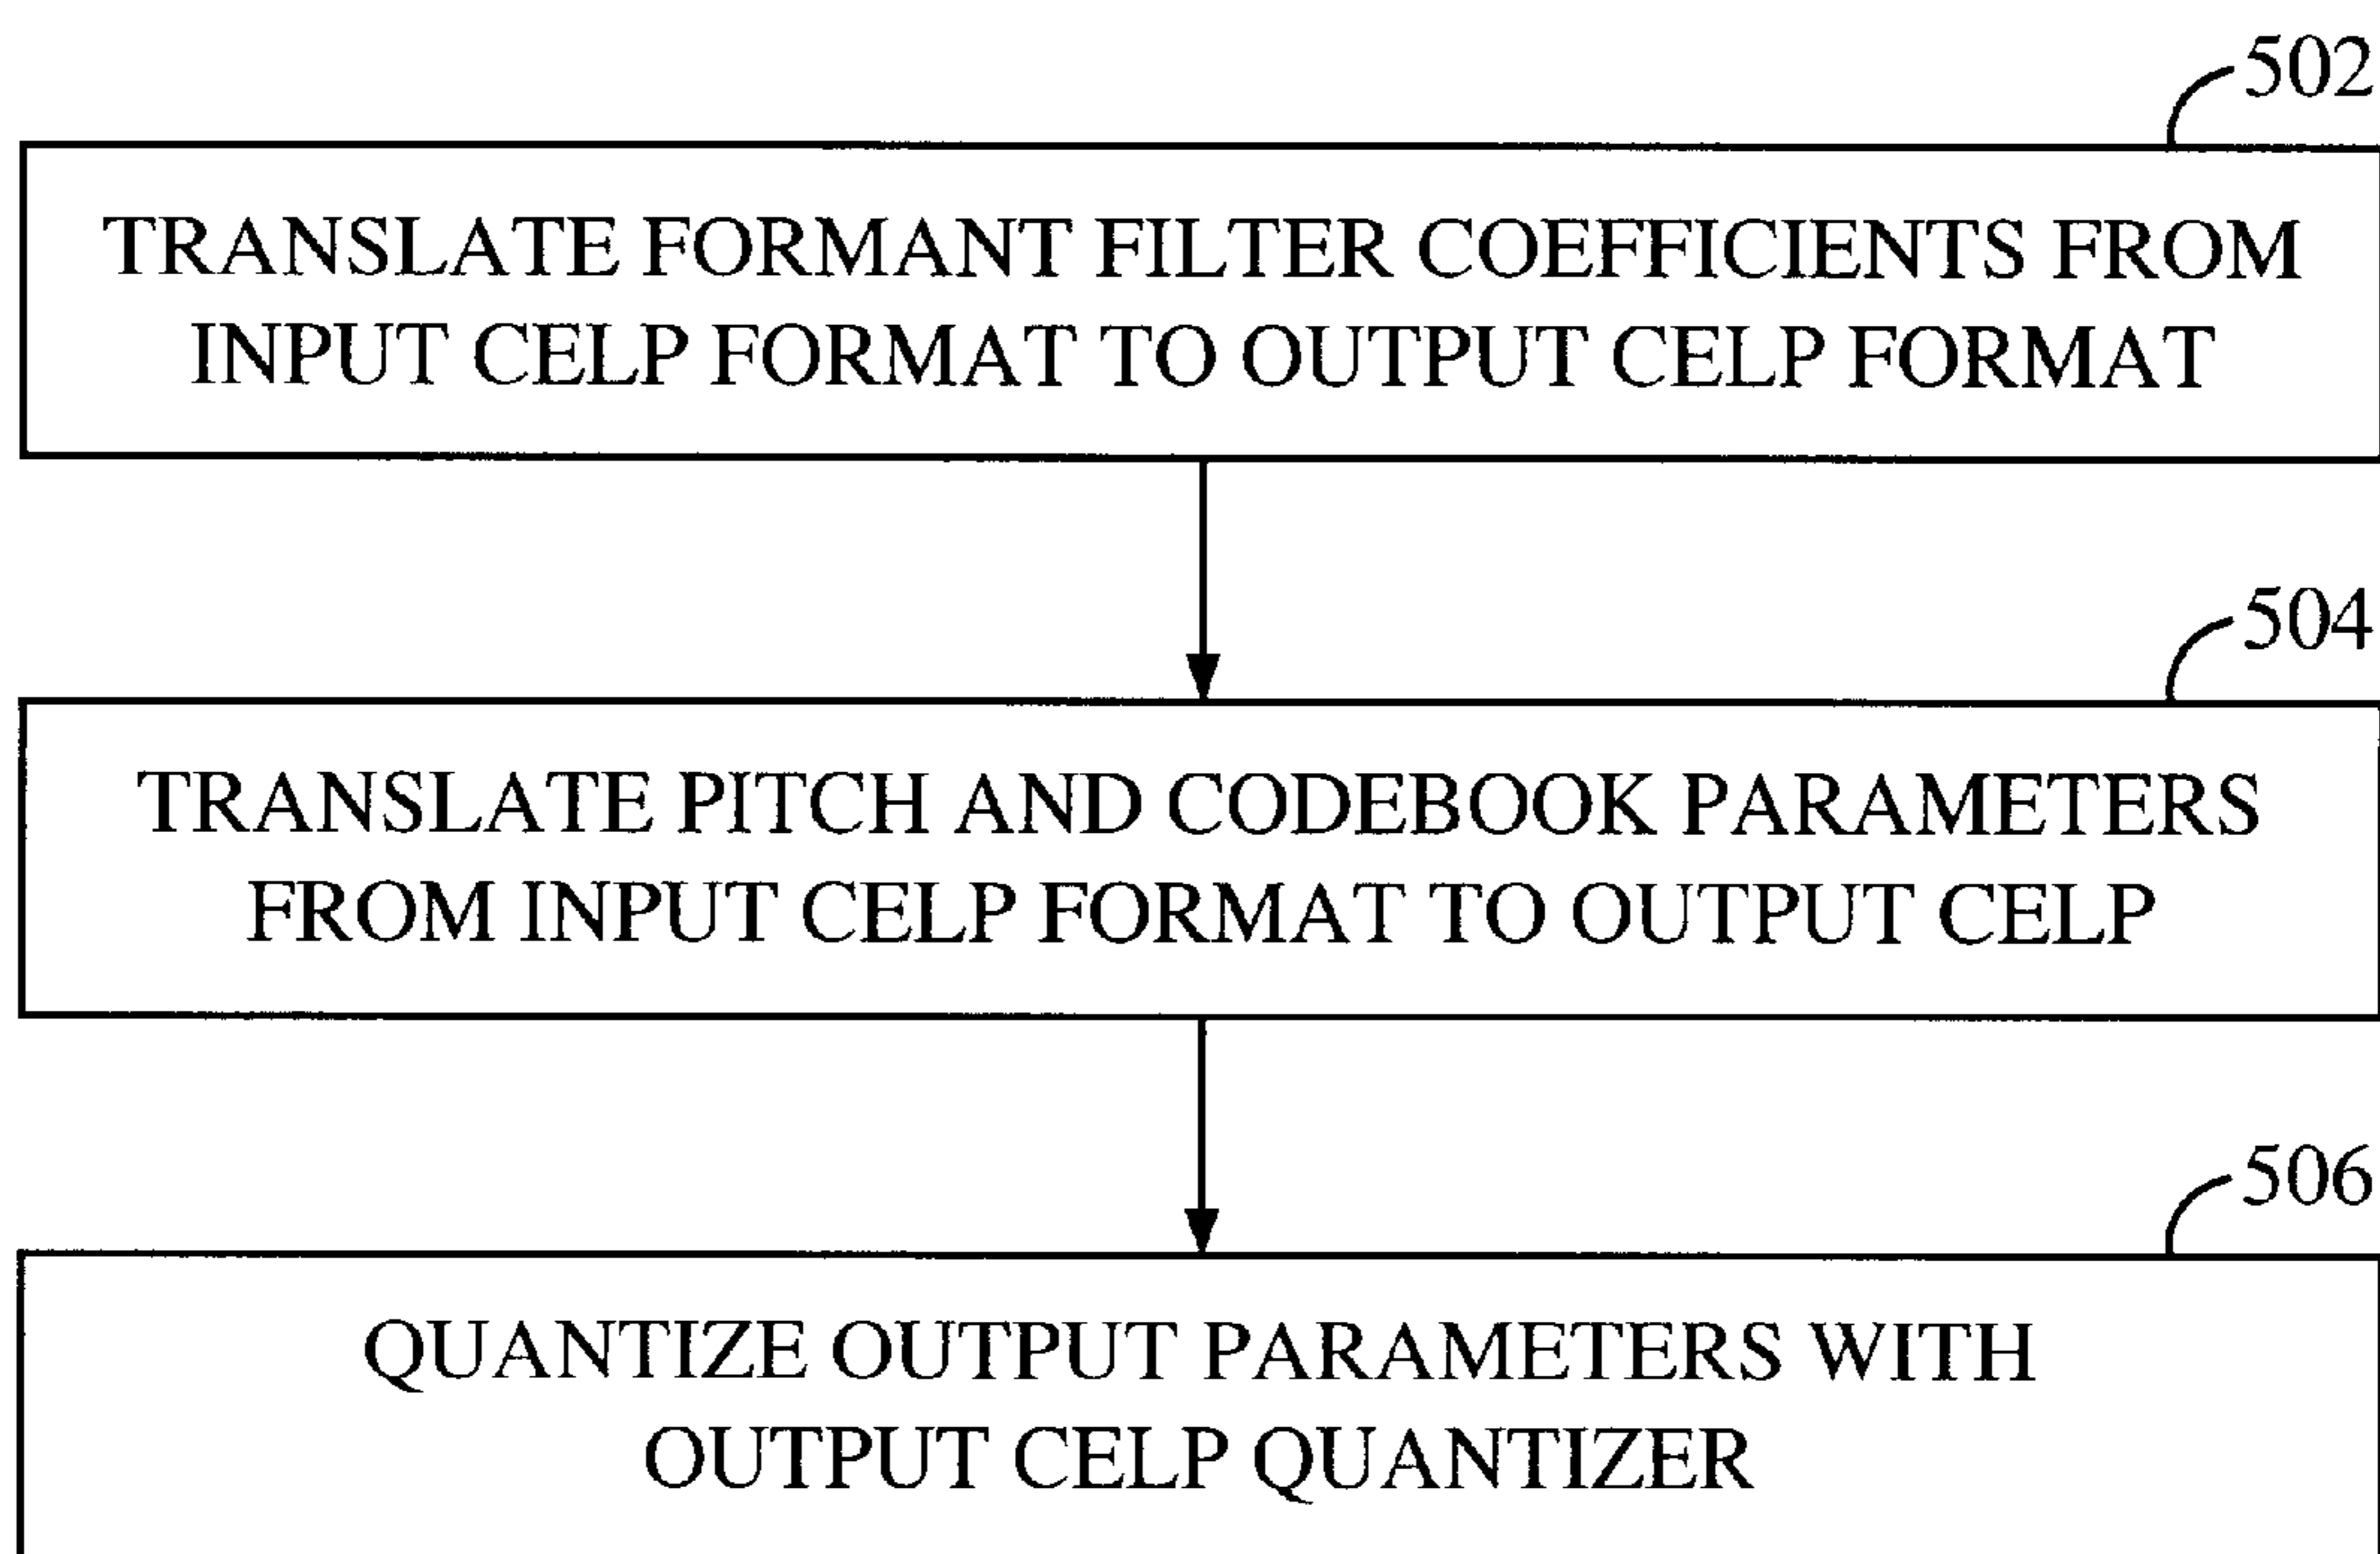 502
TRANSLATE FORMANT FILTER COEFFICIENTS FROM
INPUT CELP FORMAT TO OUTPUT CELP FORMAT
504
TRANSLATE PITCH AND CODEBOOK PARAMETERS
FROM INPUT CELP FORMAT TO OUTPUT CELP
506
QUANTIZE OUTPUT PARAMETERS WITH
OUTPUT CELP QUANTIZER